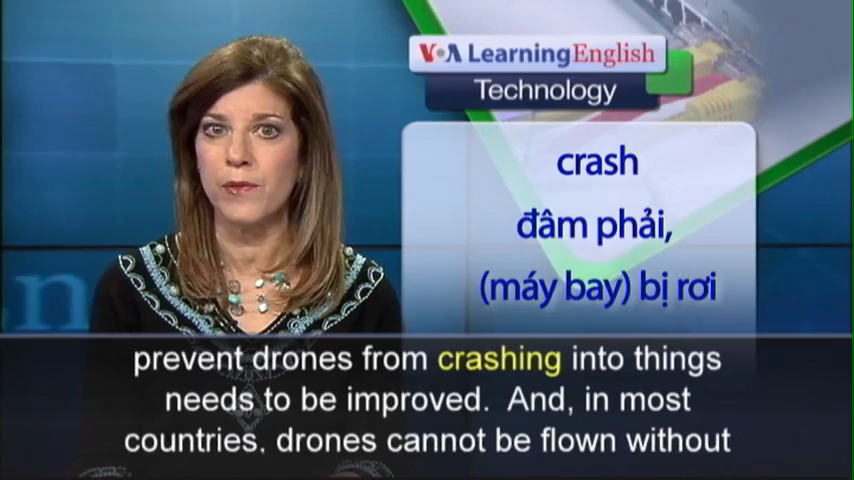 VOA Learning English
Technology
crash
đâm phải,
(máy bay) bị rơi
prevent drones from crashing into things
needs to be improved. And, in most
countries, drones cannot be flown without